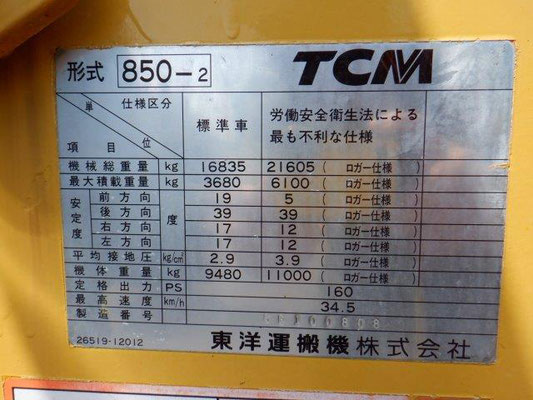 形式 850-2 TCM
単位 仕様区分 項目 標準車 労働安全衛生法による最も不利な仕様
機械総重量 kg 16835 21605 ( ロガー仕様 )
最大積載重量 kg 3680 6100 ( ロガー仕様 )
安定度 前方向 度 19 5 ( ロガー仕様 )
後方向 39 39 ( ロガー仕様 )
右方向 17 12 ( ロガー仕様 )
左方向 17 12 ( ロガー仕様 )
平均接地圧 kg/cm² 2.9 3.9 ( ロガー仕様 )
機体重量 kg 9480 11000 ( ロガー仕様 )
定格出力 PS 160
最高速度 km/h 34.5
製造番号
26519-12012 東洋運搬機株式会社